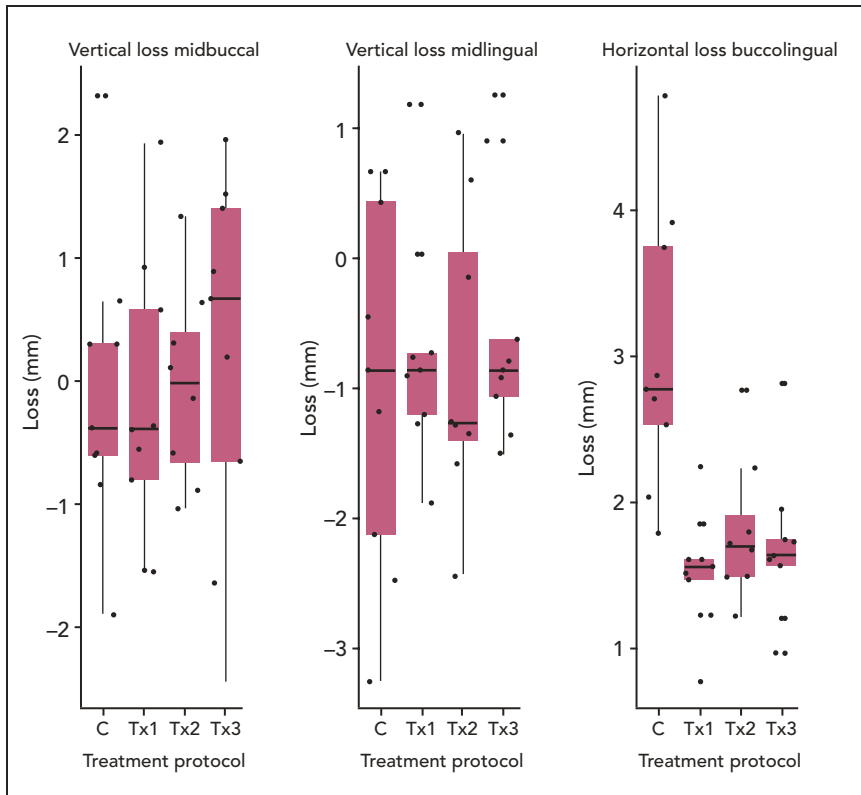 Vertical loss midbuccal
Vertical loss midlingual
Horizontal loss buccolingual
Loss (mm)
2
1
0
−1
−2
C Tx1 Tx2 Tx3
Treatment protocol
Loss (mm)
1
0
−1
−2
−3
C Tx1 Tx2 Tx3
Treatment protocol
Loss (mm)
4
3
2
1
C Tx1 Tx2 Tx3
Treatment protocol